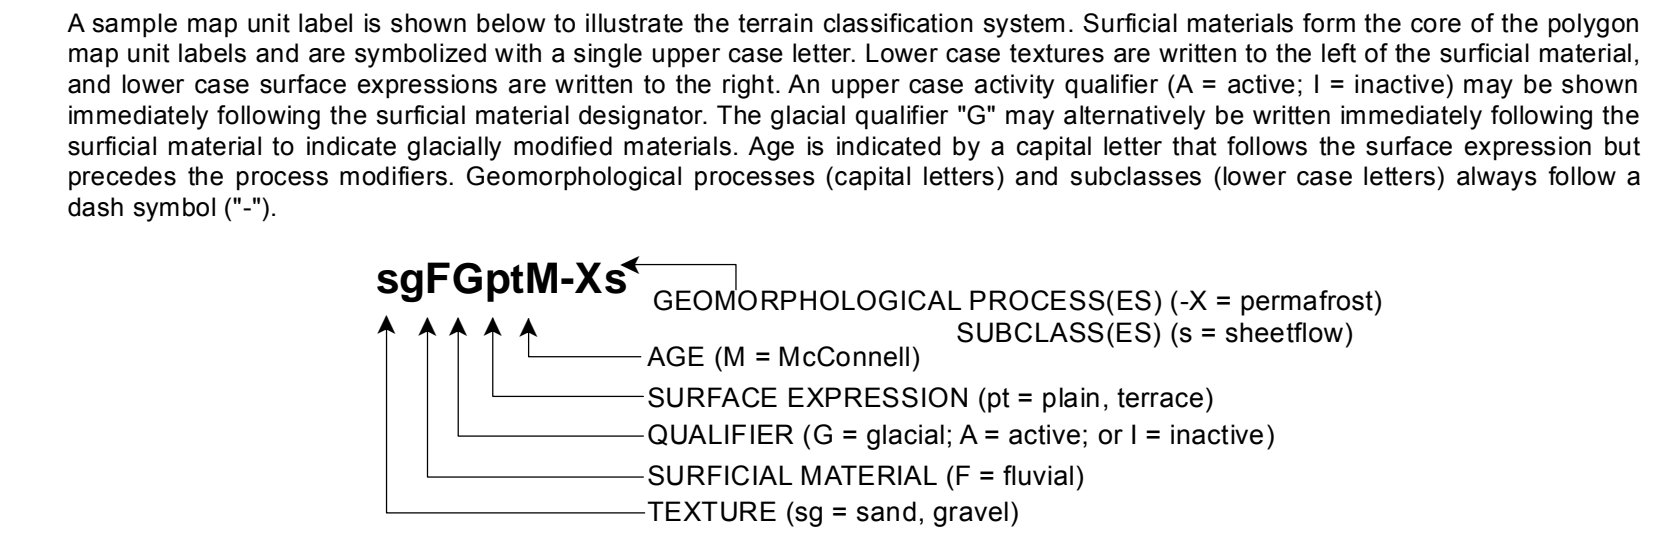 A sample map unit label is shown below to illustrate the terrain classification system. Surficial materials form the core of the polygon
map unit labels and are symbolized with a single upper case letter. Lower case textures are written to the left of the surficial material,
and lower case surface expressions are written to the right. An upper case activity qualifier (A = active; I = inactive) may be shown
immediately following the surficial material designator. The glacial qualifier "G" may alternatively be written immediately following the
surficial material to indicate glacially modified materials. Age is indicated by a capital letter that follows the surface expression but
precedes the process modifiers. Geomorphological processes (capital letters) and subclasses (lower case letters) always follow a
dash symbol ("-").
sgFGptM-Xs
GEOMORPHOLOGICAL PROCESS(ES) (-X = permafrost)
SUBCLASS(ES) (s = sheetflow)
AGE (M = McConnell)
SURFACE EXPRESSION (pt = plain, terrace)
QUALIFIER (G = glacial; A = active; or I = inactive)
SURFICIAL MATERIAL (F = fluvial)
TEXTURE (sg = sand, gravel)